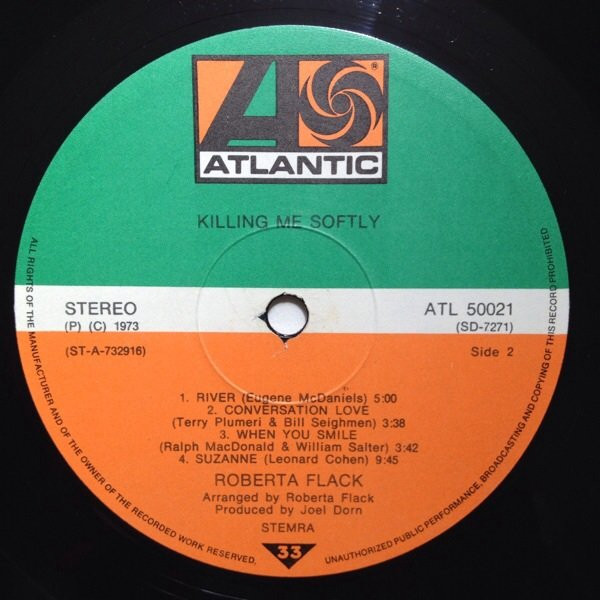 ATLANTIC
®
KILLING ME SOFTLY
STEREO
(P) (C) 1973
(ST-A-732916)
ATL 50021
(SD-7271)
Side 2
1. RIVER (Eugene McDaniels) 5:00
2. CONVERSATION LOVE
(Terry Plumeri & Bill Seighmen) 3:38
3. WHEN YOU SMILE
(Ralph MacDonald & William Salter) 3:42
4. SUZANNE (Leonard Cohen) 9:45
ROBERTA FLACK
Arranged by Roberta Flack
Produced by Joel Dorn
STEMRA
33
ALL RIGHTS OF THE MANUFACTURER AND OF THE OWNER OF THE RECORDED WORK RESERVED.
UNAUTHORIZED PUBLIC PERFORMANCE, BROADCASTING AND COPYING OF THIS RECORD PROHIBITED